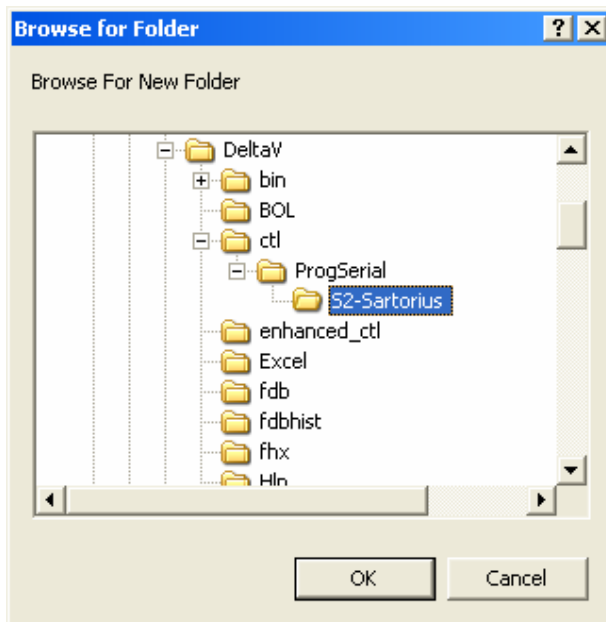 Browse for Folder
Browse For New Folder
DeltaV
bin
BOL
ctl
ProgSerial
S2-Sartorius
enhanced_ctl
Excel
fdb
fdbhist
fhx
Hln
OK Cancel